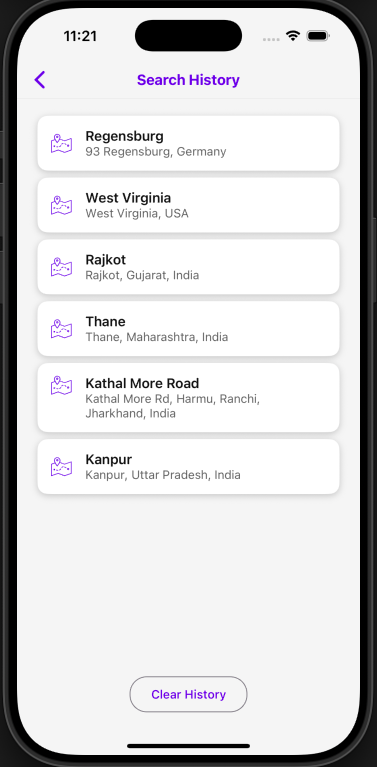 11:21
Search History
Regensburg
93 Regensburg, Germany
West Virginia
West Virginia, USA
Rajkot
Rajkot, Gujarat, India
Thane
Thane, Maharashtra, India
Kathal More Road
Kathal More Rd, Harmu, Ranchi,
Jharkhand, India
Kanpur
Kanpur, Uttar Pradesh, India
Clear History